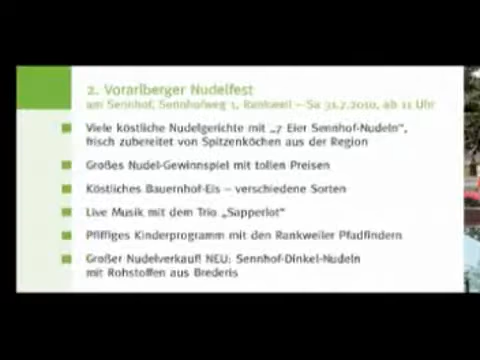 2. Vorarlberger Nudelfest
am Sennhof, Sennhofweg 1, Rankweil – Sa 31.7.2010, ab 11 Uhr
Viele köstliche Nudelgerichte mit „7 Eier Sennhof-Nudeln“,
frisch zubereitet von Spitzenköchen aus der Region
Großes Nudel-Gewinnspiel mit tollen Preisen
Köstliches Bauernhof-Eis – verschiedene Sorten
Live Musik mit dem Trio „Sapperlot“
Pfiffiges Kinderprogramm mit den Rankweiler Pfadfindern
Großer Nudelverkauf! NEU: Sennhof-Dinkel-Nudeln
mit Rohstoffen aus Brederis